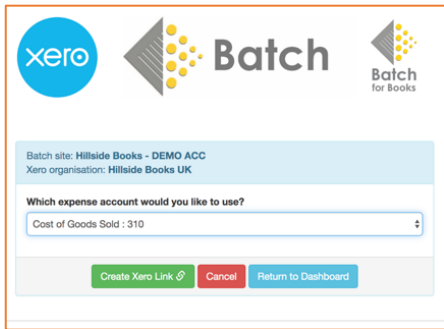 xero
Batch
Batch
for Books
Batch site: Hillside Books - DEMO ACC
Xero organisation: Hillside Books UK
Which expense account would you like to use?
Cost of Goods Sold : 310
Create Xero Link
Cancel
Return to Dashboard